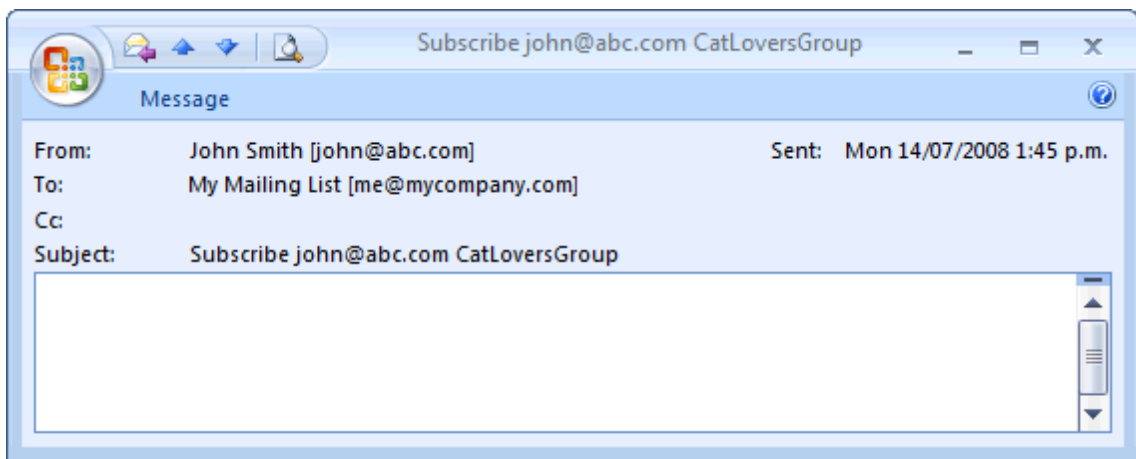 Subscribe john@abc.com CatLoversGroup
Message
From: John Smith [john@abc.com] Sent: Mon 14/07/2008 1:45 p.m.
To: My Mailing List [me@mycompany.com]
Cc:
Subject: Subscribe john@abc.com CatLoversGroup